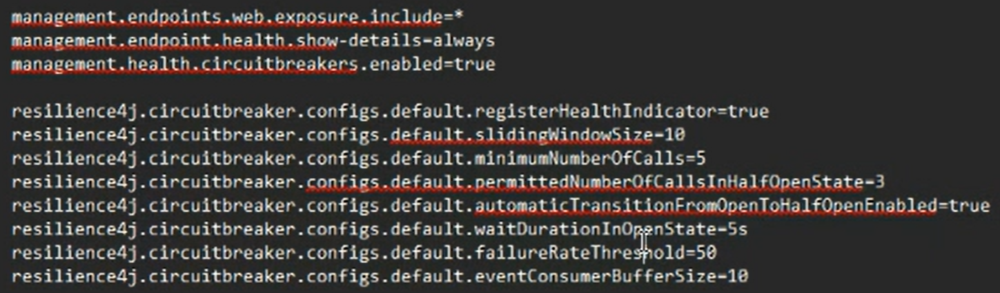 management.endpoints.web.exposure.include=*
management.endpoint.health.show-details=always
management.health.circuitbreakers.enabled=true
resilience4j.circuitbreaker.configs.default.registerHealthIndicator=true
resilience4j.circuitbreaker.configs.default.slidingWindowSize=10
resilience4j.circuitbreaker.configs.default.minimumNumberOfCalls=5
resilience4j.circuitbreaker.configs.default.permittedNumberOfCallsInHalfOpenState=3
resilience4j.circuitbreaker.configs.default.automaticTransitionFromOpenToHalfOpenEnabled=true
resilience4j.circuitbreaker.configs.default.waitDurationInOpenState=5s
resilience4j.circuitbreaker.configs.default.failureRateThreshold=50
resilience4j.circuitbreaker.configs.default.eventConsumerBufferSize=10